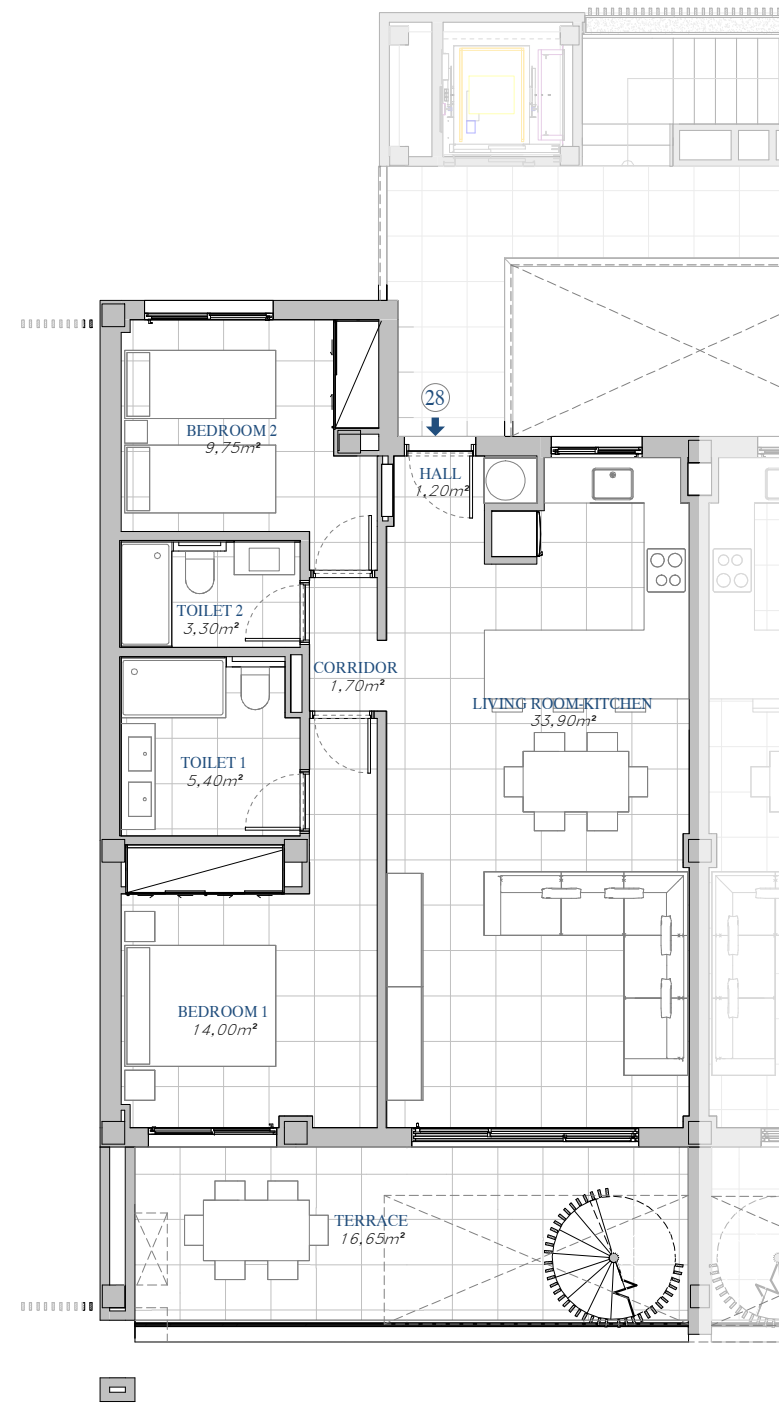 28
BEDROOM 2
9,75m²
HALL
1,20m²
TOILET 2
3,30m²
CORRIDOR
1,70m²
LIVING ROOM-KITCHEN
33,90m²
TOILET 1
5,40m²
BEDROOM 1
14,00m²
TERRACE
16,65m²